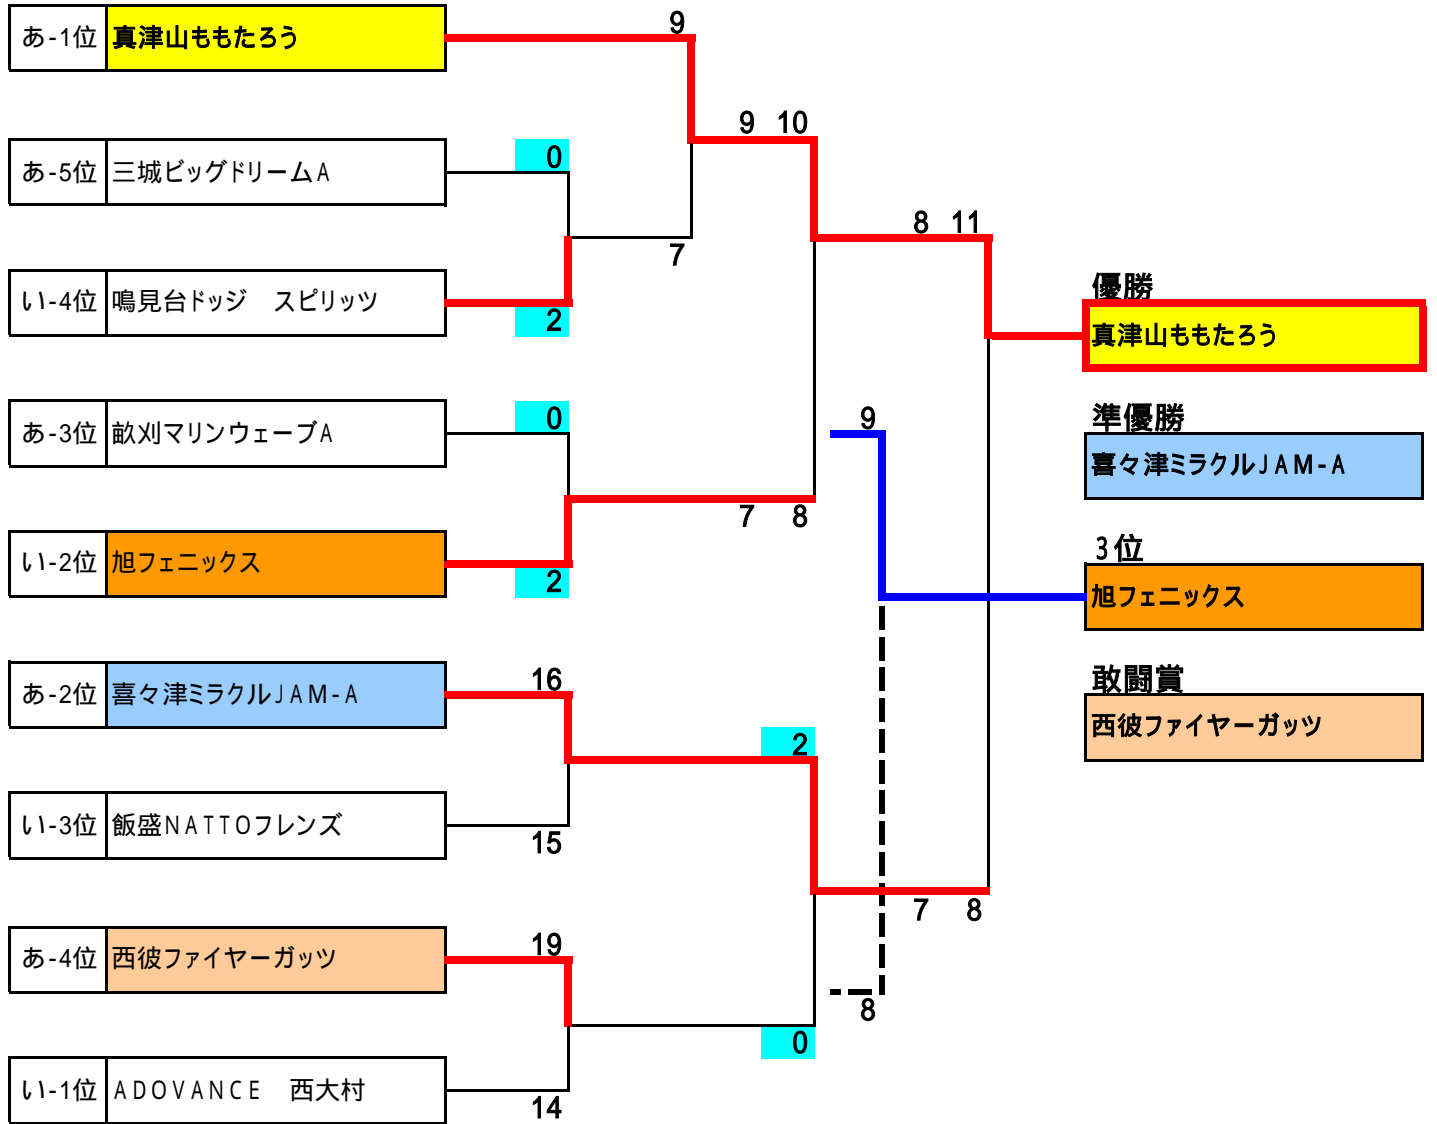 あ-1位 真津山ももたろう
9
9 10
あ-5位 三城ビッグドリームA
0
8 11
7
優勝
真津山ももたろう
い-4位 鳴見台ドッジ　スピリッツ
2
準優勝
喜々津ミラクルJAM-A
あ-3位 畝刈マリンウェーブA
0
9
7 8
3位
旭フェニックス
い-2位 旭フェニックス
2
敢闘賞
西彼ファイヤーガッツ
あ-2位 喜々津ミラクルJAM-A
16
2
い-3位 飯盛NATTOフレンズ
15
7 8
あ-4位 西彼ファイヤーガッツ
19
8
0
い-1位 ADOVANCE　西大村
14